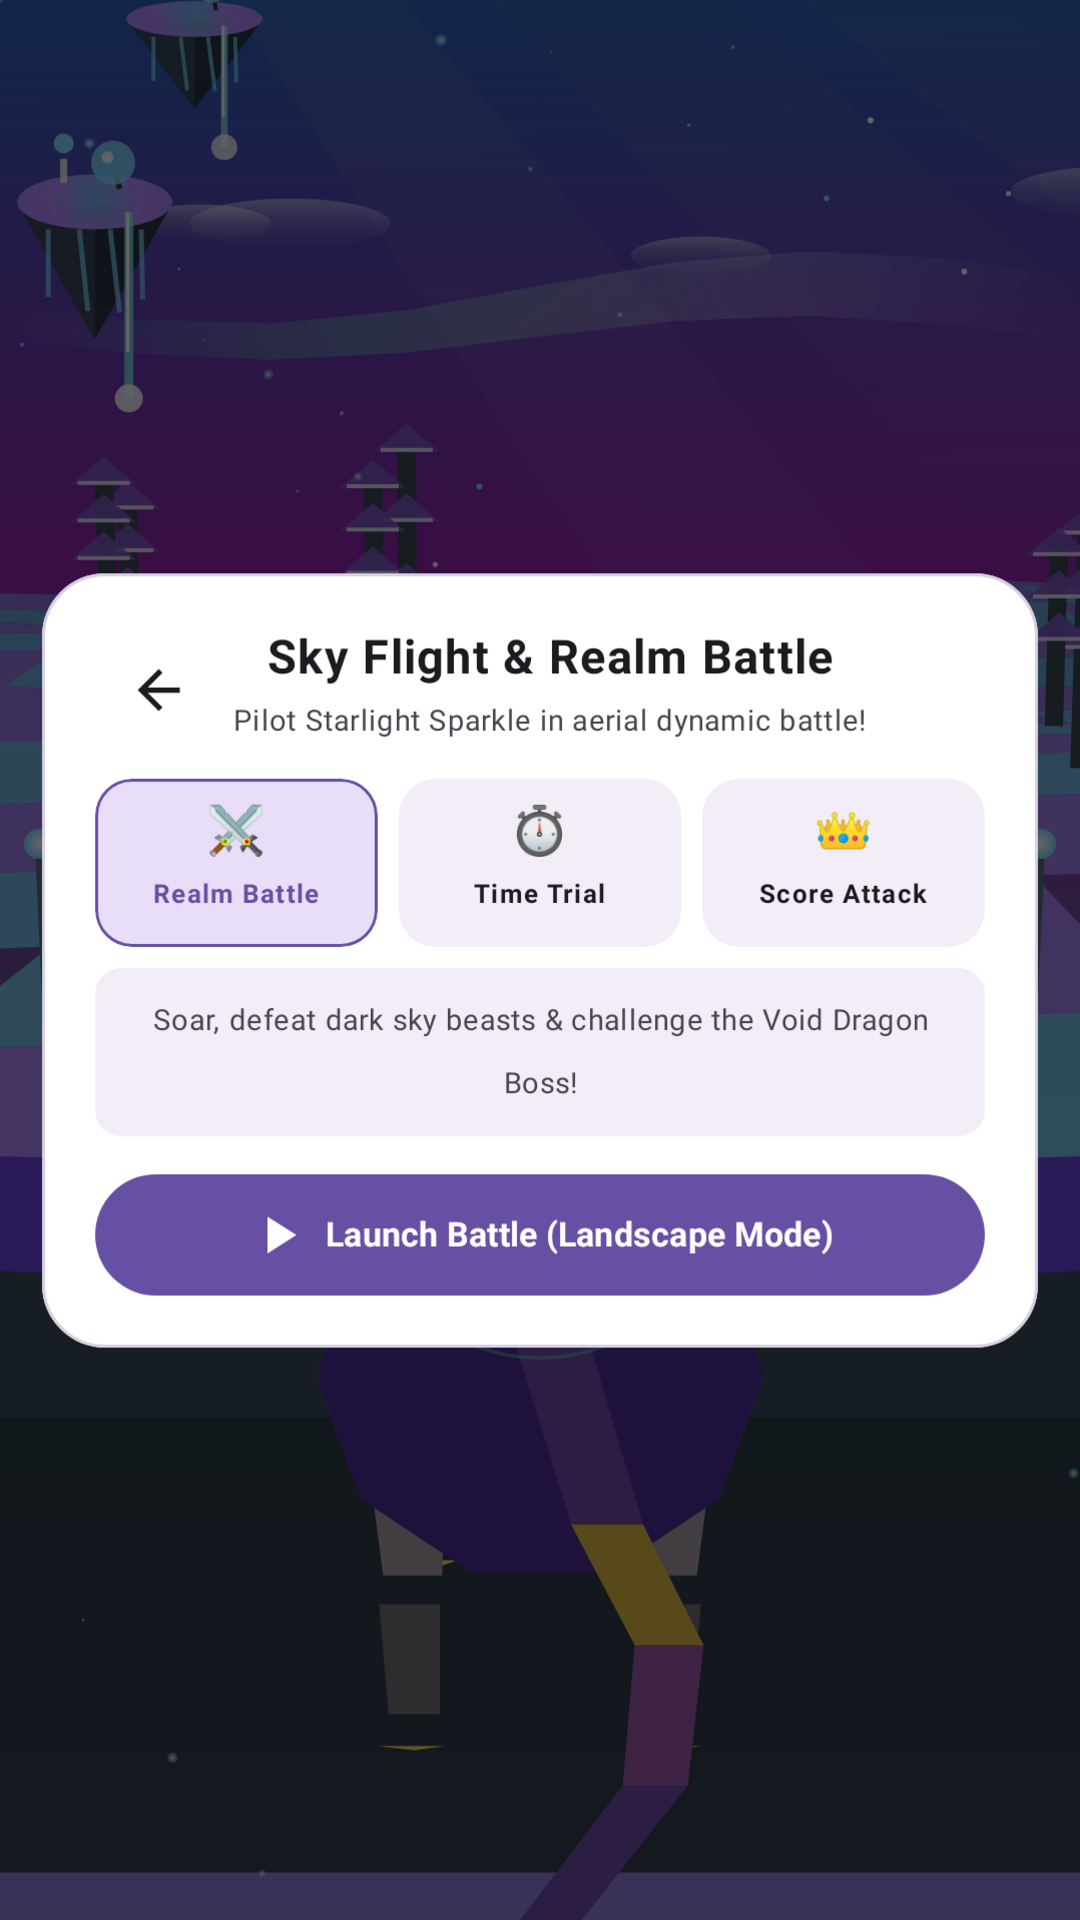 Sky Flight & Realm Battle
Pilot Starlight Sparkle in aerial dynamic battle!
Realm Battle
Time Trial
Score Attack
Soar, defeat dark sky beasts & challenge the Void Dragon
Boss!
Launch Battle (Landscape Mode)